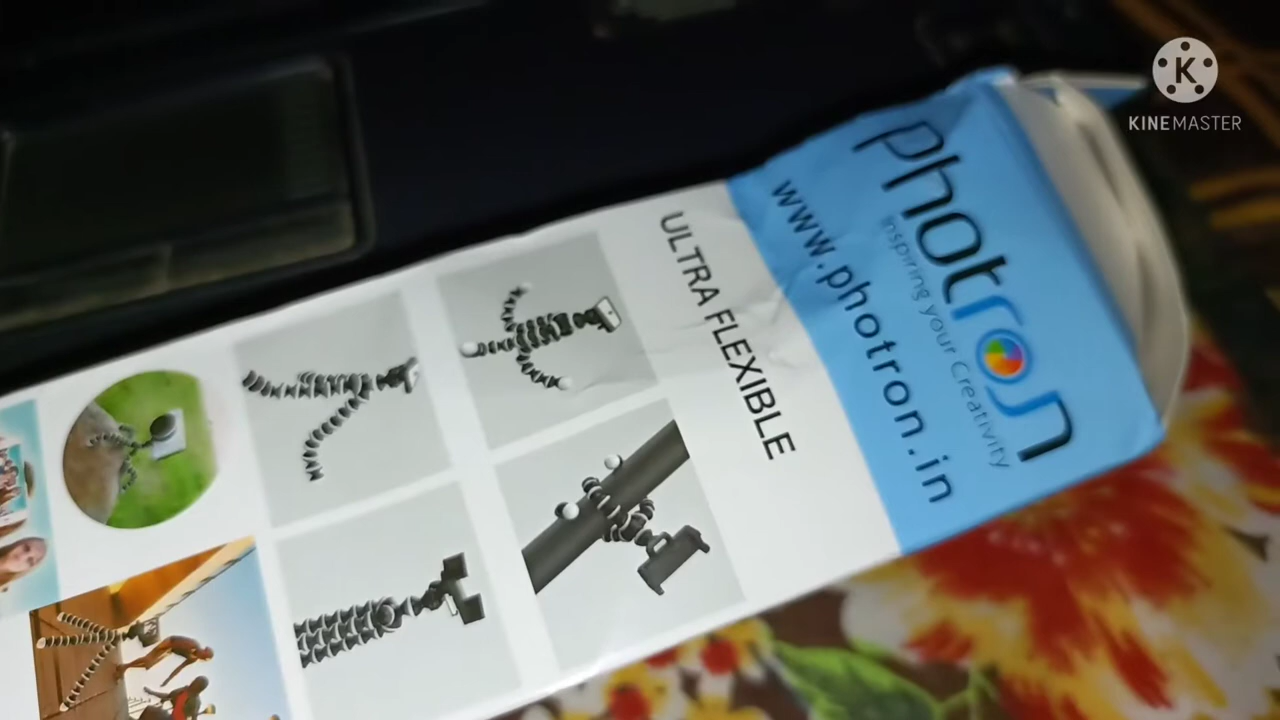 photron
Inspiring your Creativity
www.photron.in
ULTRA FLEXIBLE
K
KINEMASTER